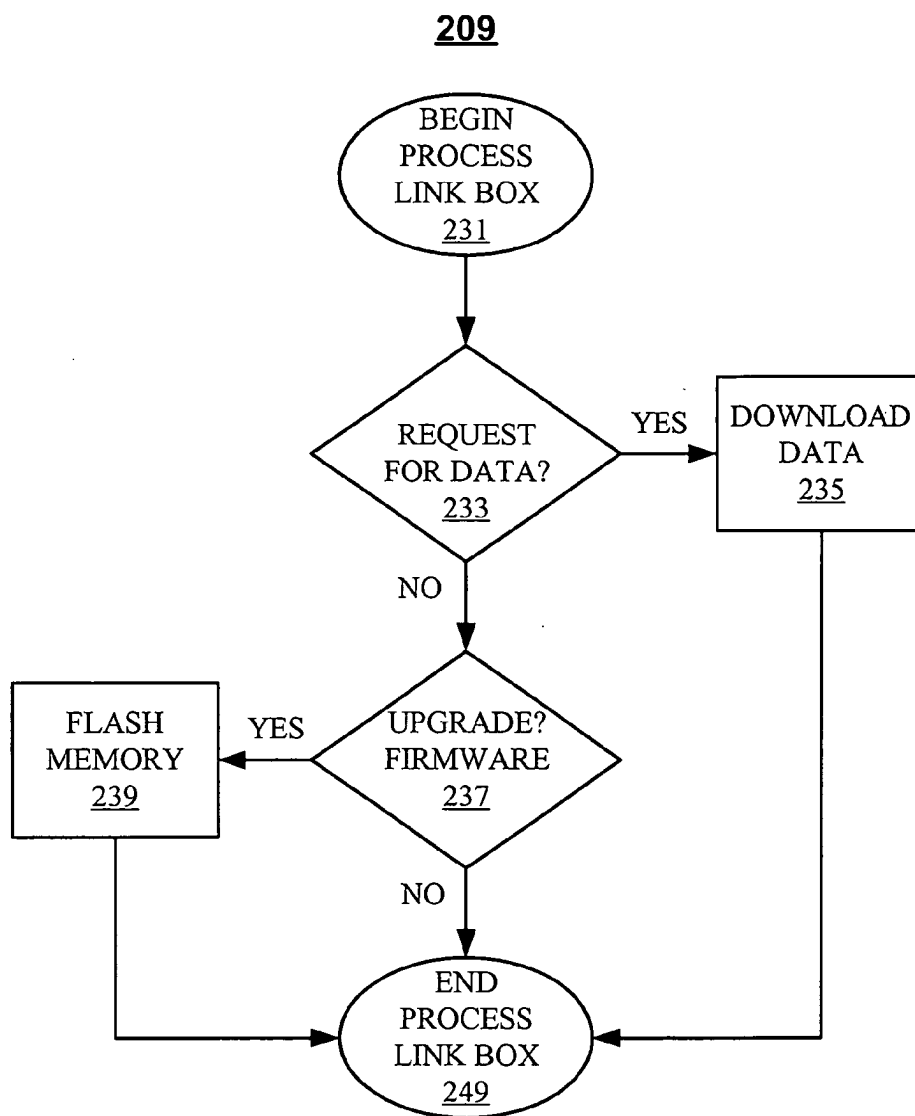 209
BEGIN
PROCESS
LINK BOX
231
REQUEST
FOR DATA?
233
YES
DOWNLOAD
DATA
235
NO
UPGRADE?
FIRMWARE
237
YES
FLASH
MEMORY
239
NO
END
PROCESS
LINK BOX
249